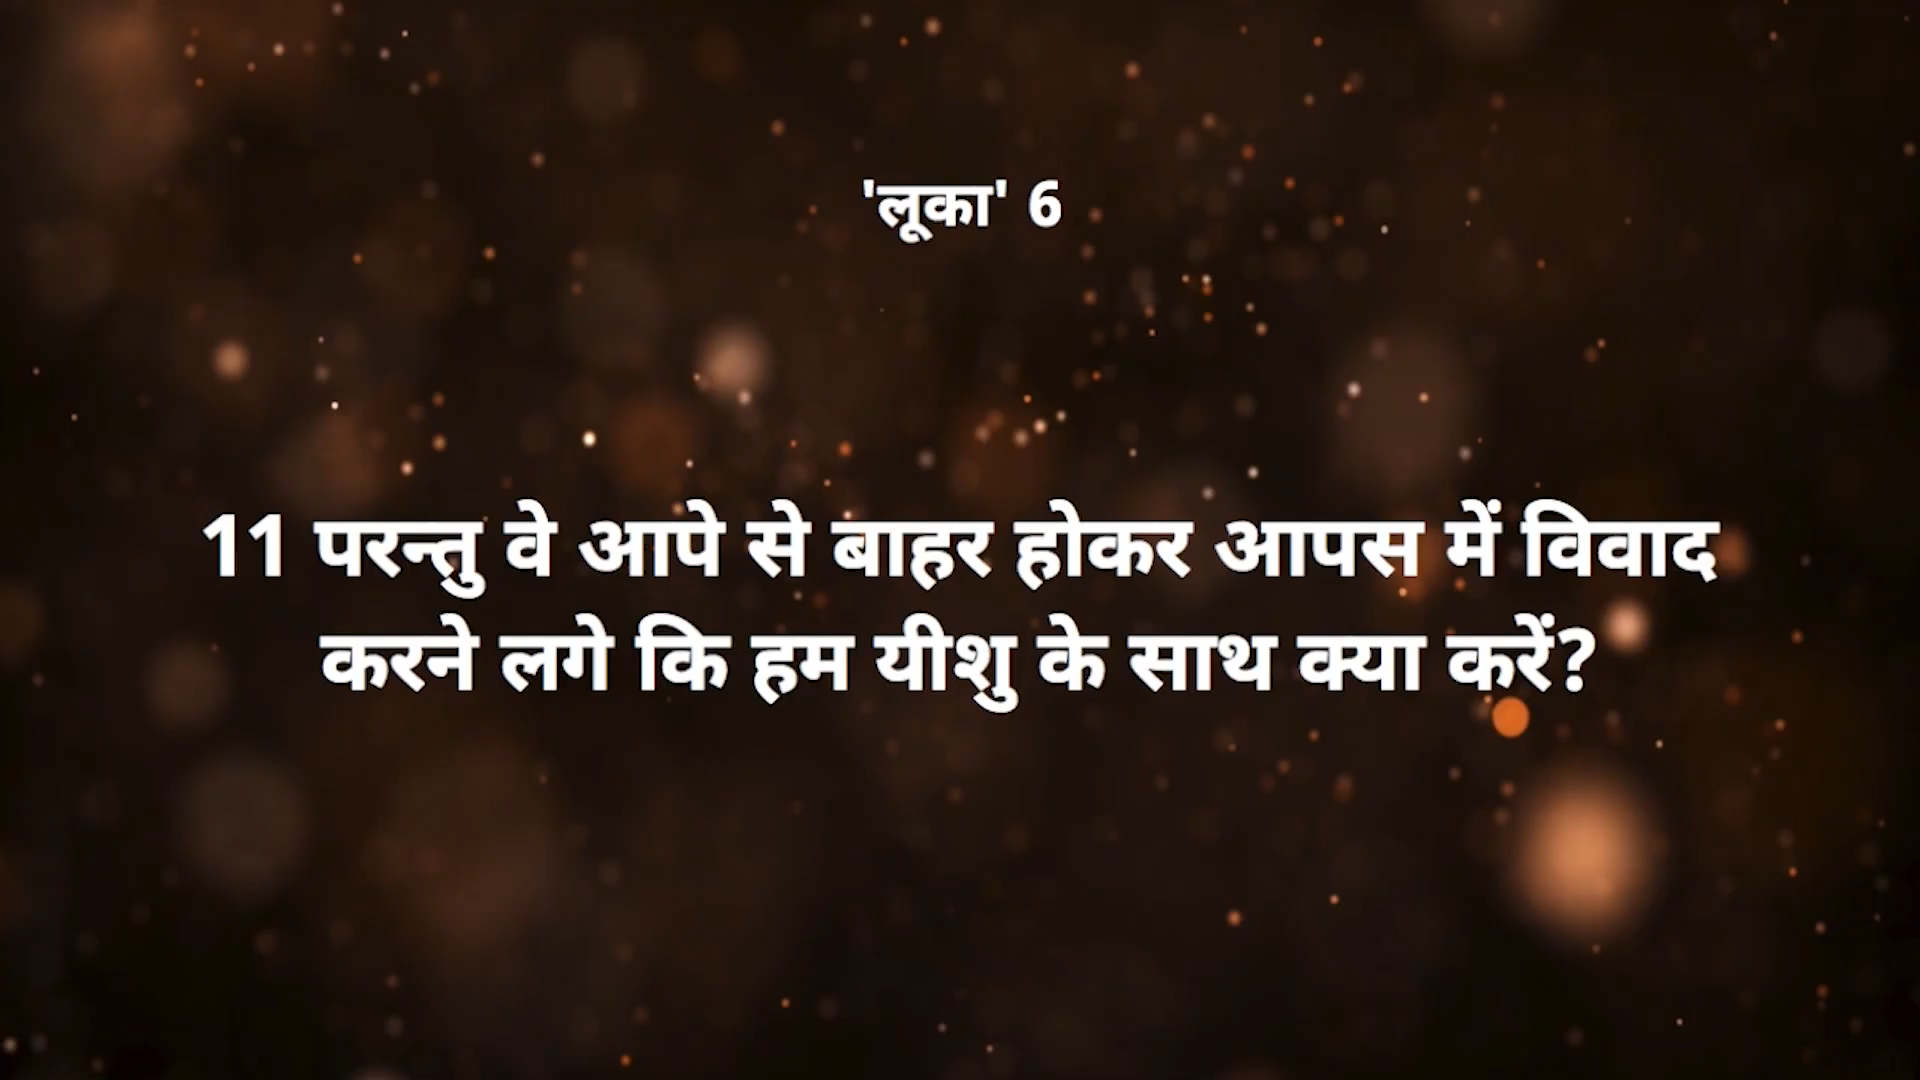 'लूका' 6
11 परन्तु वे आपे से बाहर होकर आपस में विवाद
करने लगे कि हम यीशु के साथ क्या करें?